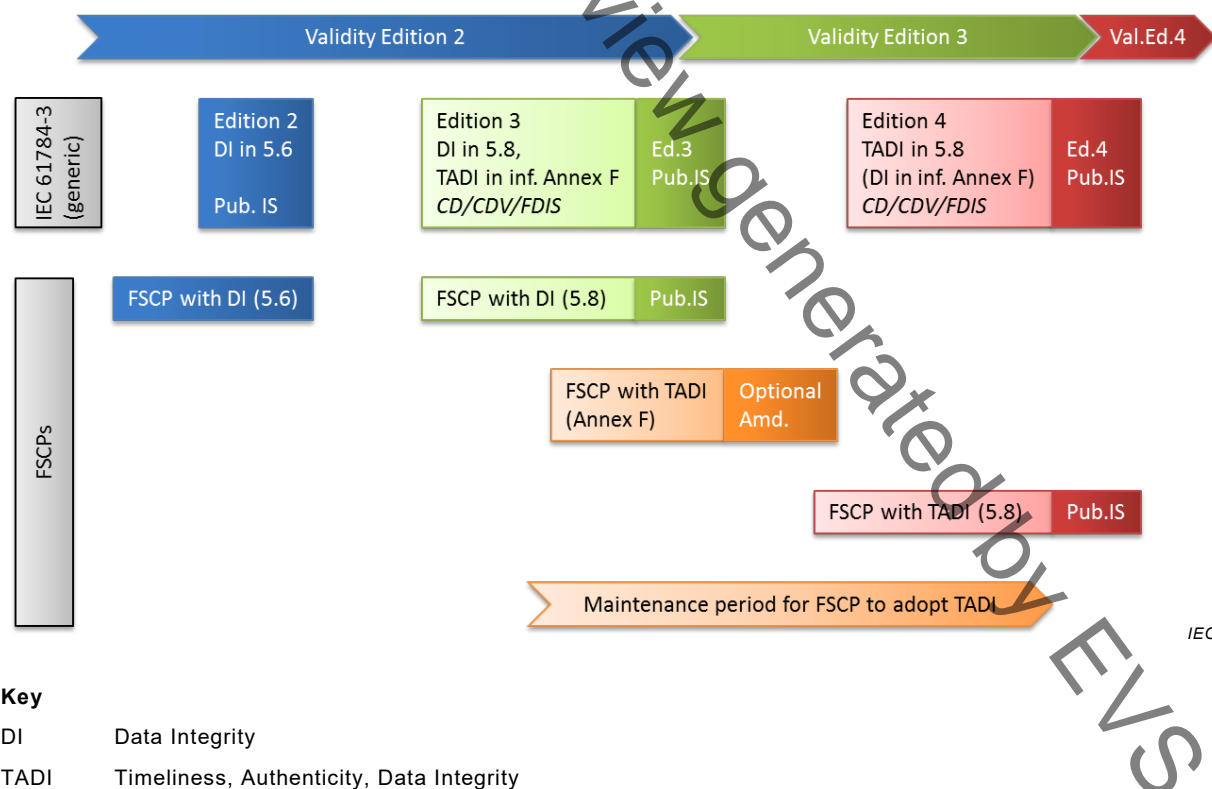 Validity Edition 2
Validity Edition 3
Val.Ed.4
IEC 61784-3
(generic)
Edition 2
DI in 5.6
Pub. IS
Edition 3
DI in 5.8,
TADI in inf. Annex F
CD/CDV/FDIS
Ed.3
Pub.IS
Edition 4
TADI in 5.8
(DI in inf. Annex F)
CD/CDV/FDIS
Ed.4
Pub.IS
FSCPs
FSCP with DI (5.6)
FSCP with DI (5.8)
Pub.IS
FSCP with TADI
(Annex F)
Optional
Amd.
FSCP with TADI (5.8)
Pub.IS
Maintenance period for FSCP to adopt TADI
IEC
Key
DI Data Integrity
TADI Timeliness, Authenticity, Data Integrity
view generated by EVS